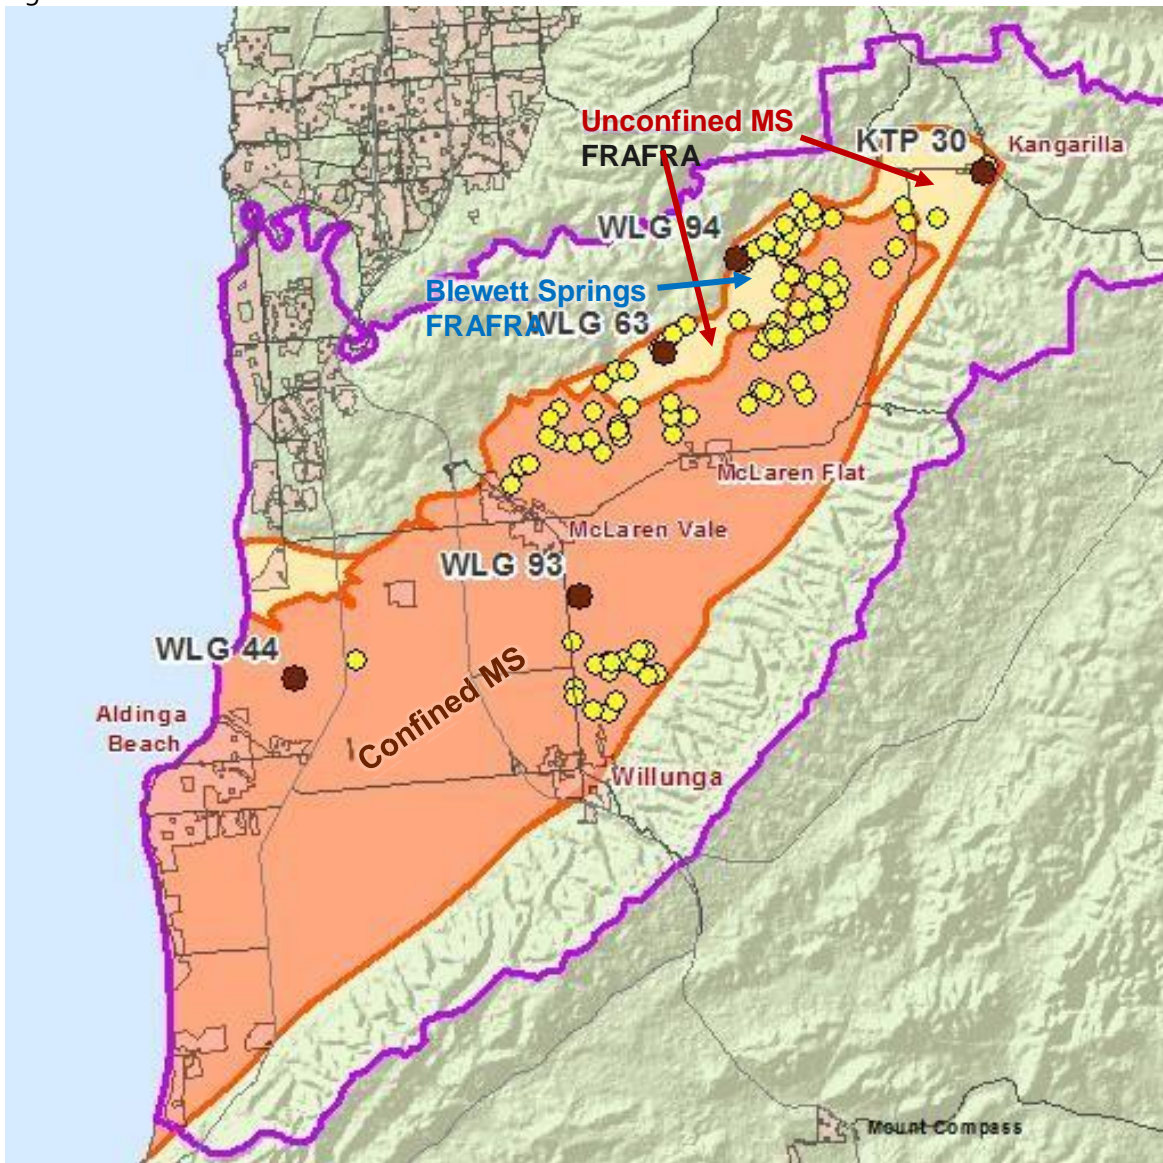 Unconfined MS
FRAFRA
KTP 30
Kangarilla
WLG 94
Blewett Springs
FRAFRA
WLG 63
McLaren Flat
McLaren Vale
WLG 93
WLG 44
Confined MS
Aldinga
Beach
Willunga
Mount Compass